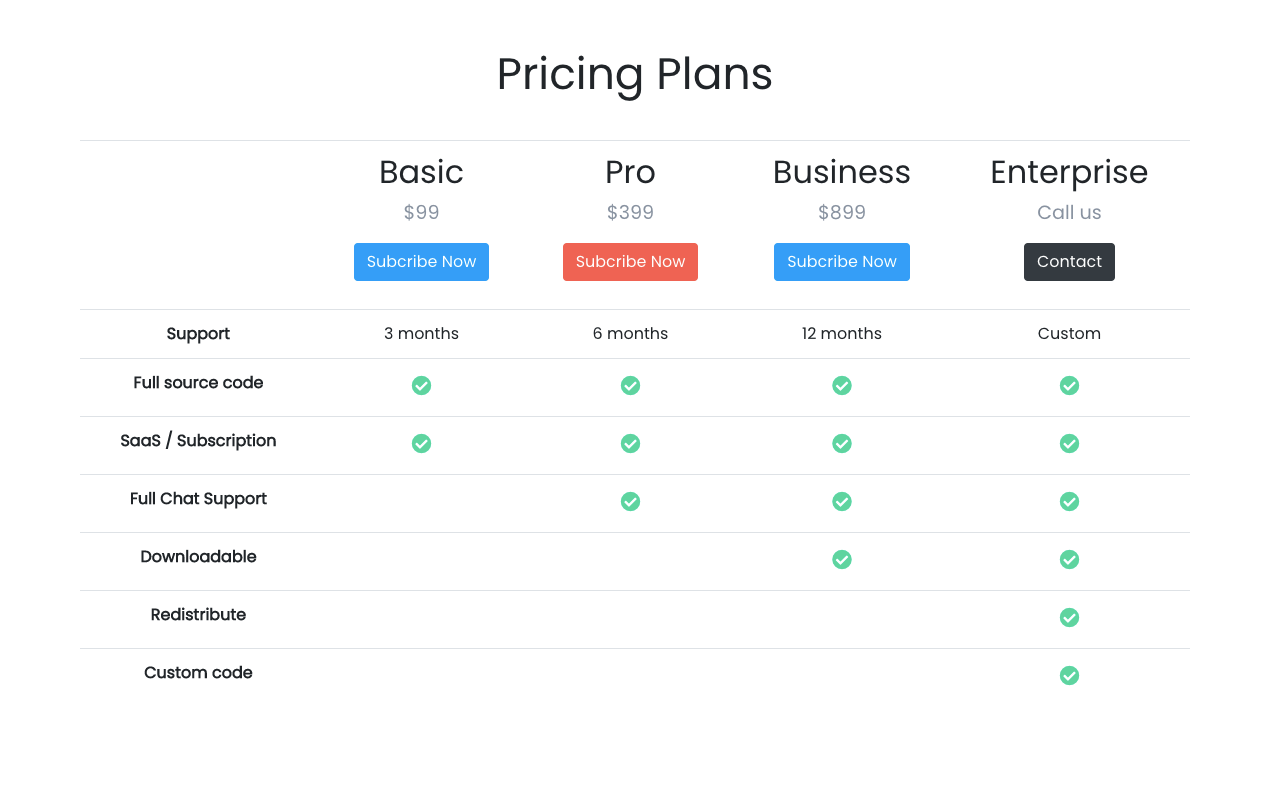 Pricing Plans
Basic Pro Business Enterprise
$99 $399 $899 Call us
Subcribe Now Subcribe Now Subcribe Now Contact
Support 3 months 6 months 12 months Custom
Full source code
SaaS / Subscription
Full Chat Support
Downloadable
Redistribute
Custom code